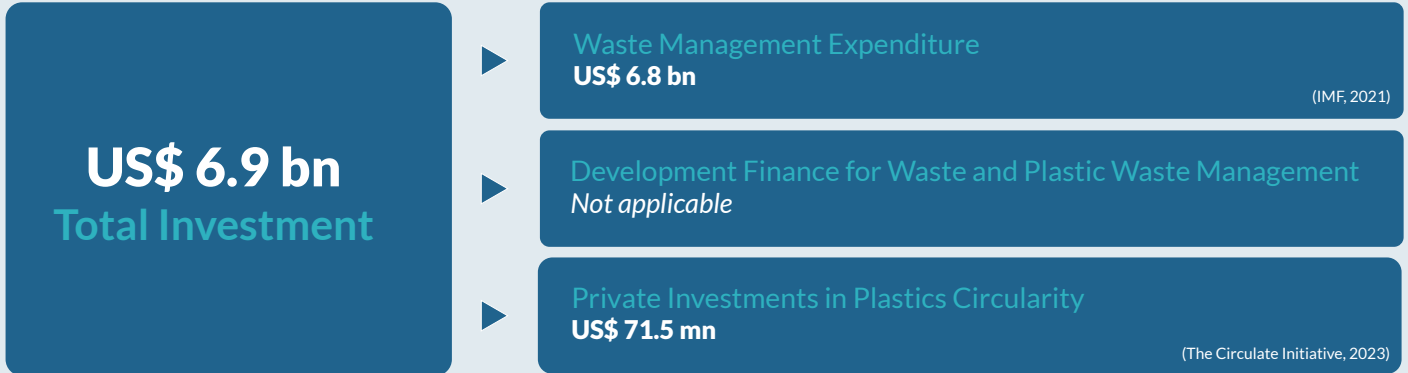 US$ 6.9 bn
Total Investment
Waste Management Expenditure
US$ 6.8 bn
(IMF, 2021)
Development Finance for Waste and Plastic Waste Management
Not applicable
Private Investments in Plastics Circularity
US$ 71.5 mn
(The Circulate Initiative, 2023)